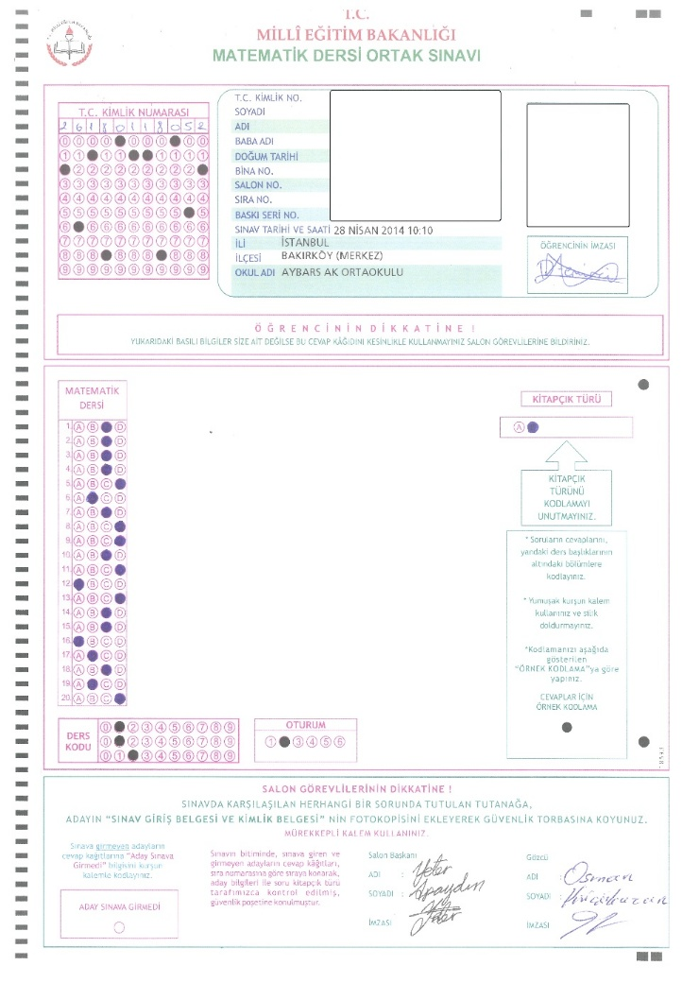 T.C.
MİLLÎ EĞİTİM BAKANLIĞI
MATEMATİK DERSİ ORTAK SINAVI
T.C. KİMLİK NUMARASI
2 6 1 8 0 1 1 8 0 5 2
T.C. KİMLİK NO.
SOYADI
ADI
BABA ADI
DOĞUM TARİHİ
BİNA NO.
SALON NO.
SIRA NO.
BASKI SERİ NO.
SINAV TARİHİ VE SAATİ 28 NİSAN 2014 10:10
İLİ İSTANBUL
İLÇESİ BAKIRKÖY (MERKEZ)
OKUL ADI AYBARS AK ORTAOKULU
ÖĞRENCİNİN İMZASI
ÖĞRENCİNİN DİKKATİNE !
YUKARIDAKİ BASILI BİLGİLER SİZE AİT DEĞİLSE BU CEVAP KÂĞIDINI KESİNLİKLE KULLANMAYINIZ SALON GÖREVLİLERİNE BİLDİRİNİZ.
MATEMATİK
DERSİ
1. A B D
2. A B D
3. A B D
4. A B D
5. A B C
6. A C D
7. A B D
8. A B C
9. A B C
10. A B D
11. A B C
12. B C D
13. A B C
14. A B D
15. A B D
16. B C D
17. A C D
18. A B D
19. A C D
20. A B C
KİTAPÇIK TÜRÜ
A
KİTAPÇIK
TÜRÜNÜ
KODLAMAYI
UNUTMAYINIZ.
* Soruların cevaplarını,
yandaki ders başlıklarının
altındaki bölümlere
kodlayınız.
* Yumuşak kurşun kalem
kullanınız ve silik
doldurmayınız.
*Kodlamanızı aşağıda
gösterilen
"ÖRNEK KODLAMA"ya göre
yapınız.
CEVAPLAR İÇİN
ÖRNEK KODLAMA
DERS
KODU
0 2 3 4 5 6 7 8 9
0 2 3 4 5 6 7 8 9
0 1 3 4 5 6 7 8 9
OTURUM
1 3 4 5 6
SALON GÖREVLİLERİNİN DİKKATİNE !
SINAVDA KARŞILAŞILAN HERHANGİ BİR SORUNDA TUTULAN TUTANAĞA,
ADAYIN "SINAV GİRİŞ BELGESİ VE KİMLİK BELGESİ" NİN FOTOKOPİSİNİ EKLEYEREK GÜVENLİK TORBASINA KOYUNUZ.
MÜREKKEPLİ KALEM KULLANINIZ.
Sınava girmeyen adayların
cevap kağıtlarına "Aday Sınava
Girmedi" bilgisini kurşun
kalemle kodlayınız.
ADAY SINAVA GİRMEDİ
Sınavın bitiminde, sınava giren ve
girmeyen adayların cevap kâğıtları,
sıra numarasına göre sıraya konarak,
aday bilgileri ile soru kitapçık türü
tarafımızca kontrol edilmiş,
güvenlik poşetine konulmuştur.
Salon Başkanı
ADI : Yeter
SOYADI : Apaydın
İMZASI
Gözcü
ADI : Osman
SOYADI :
İMZASI